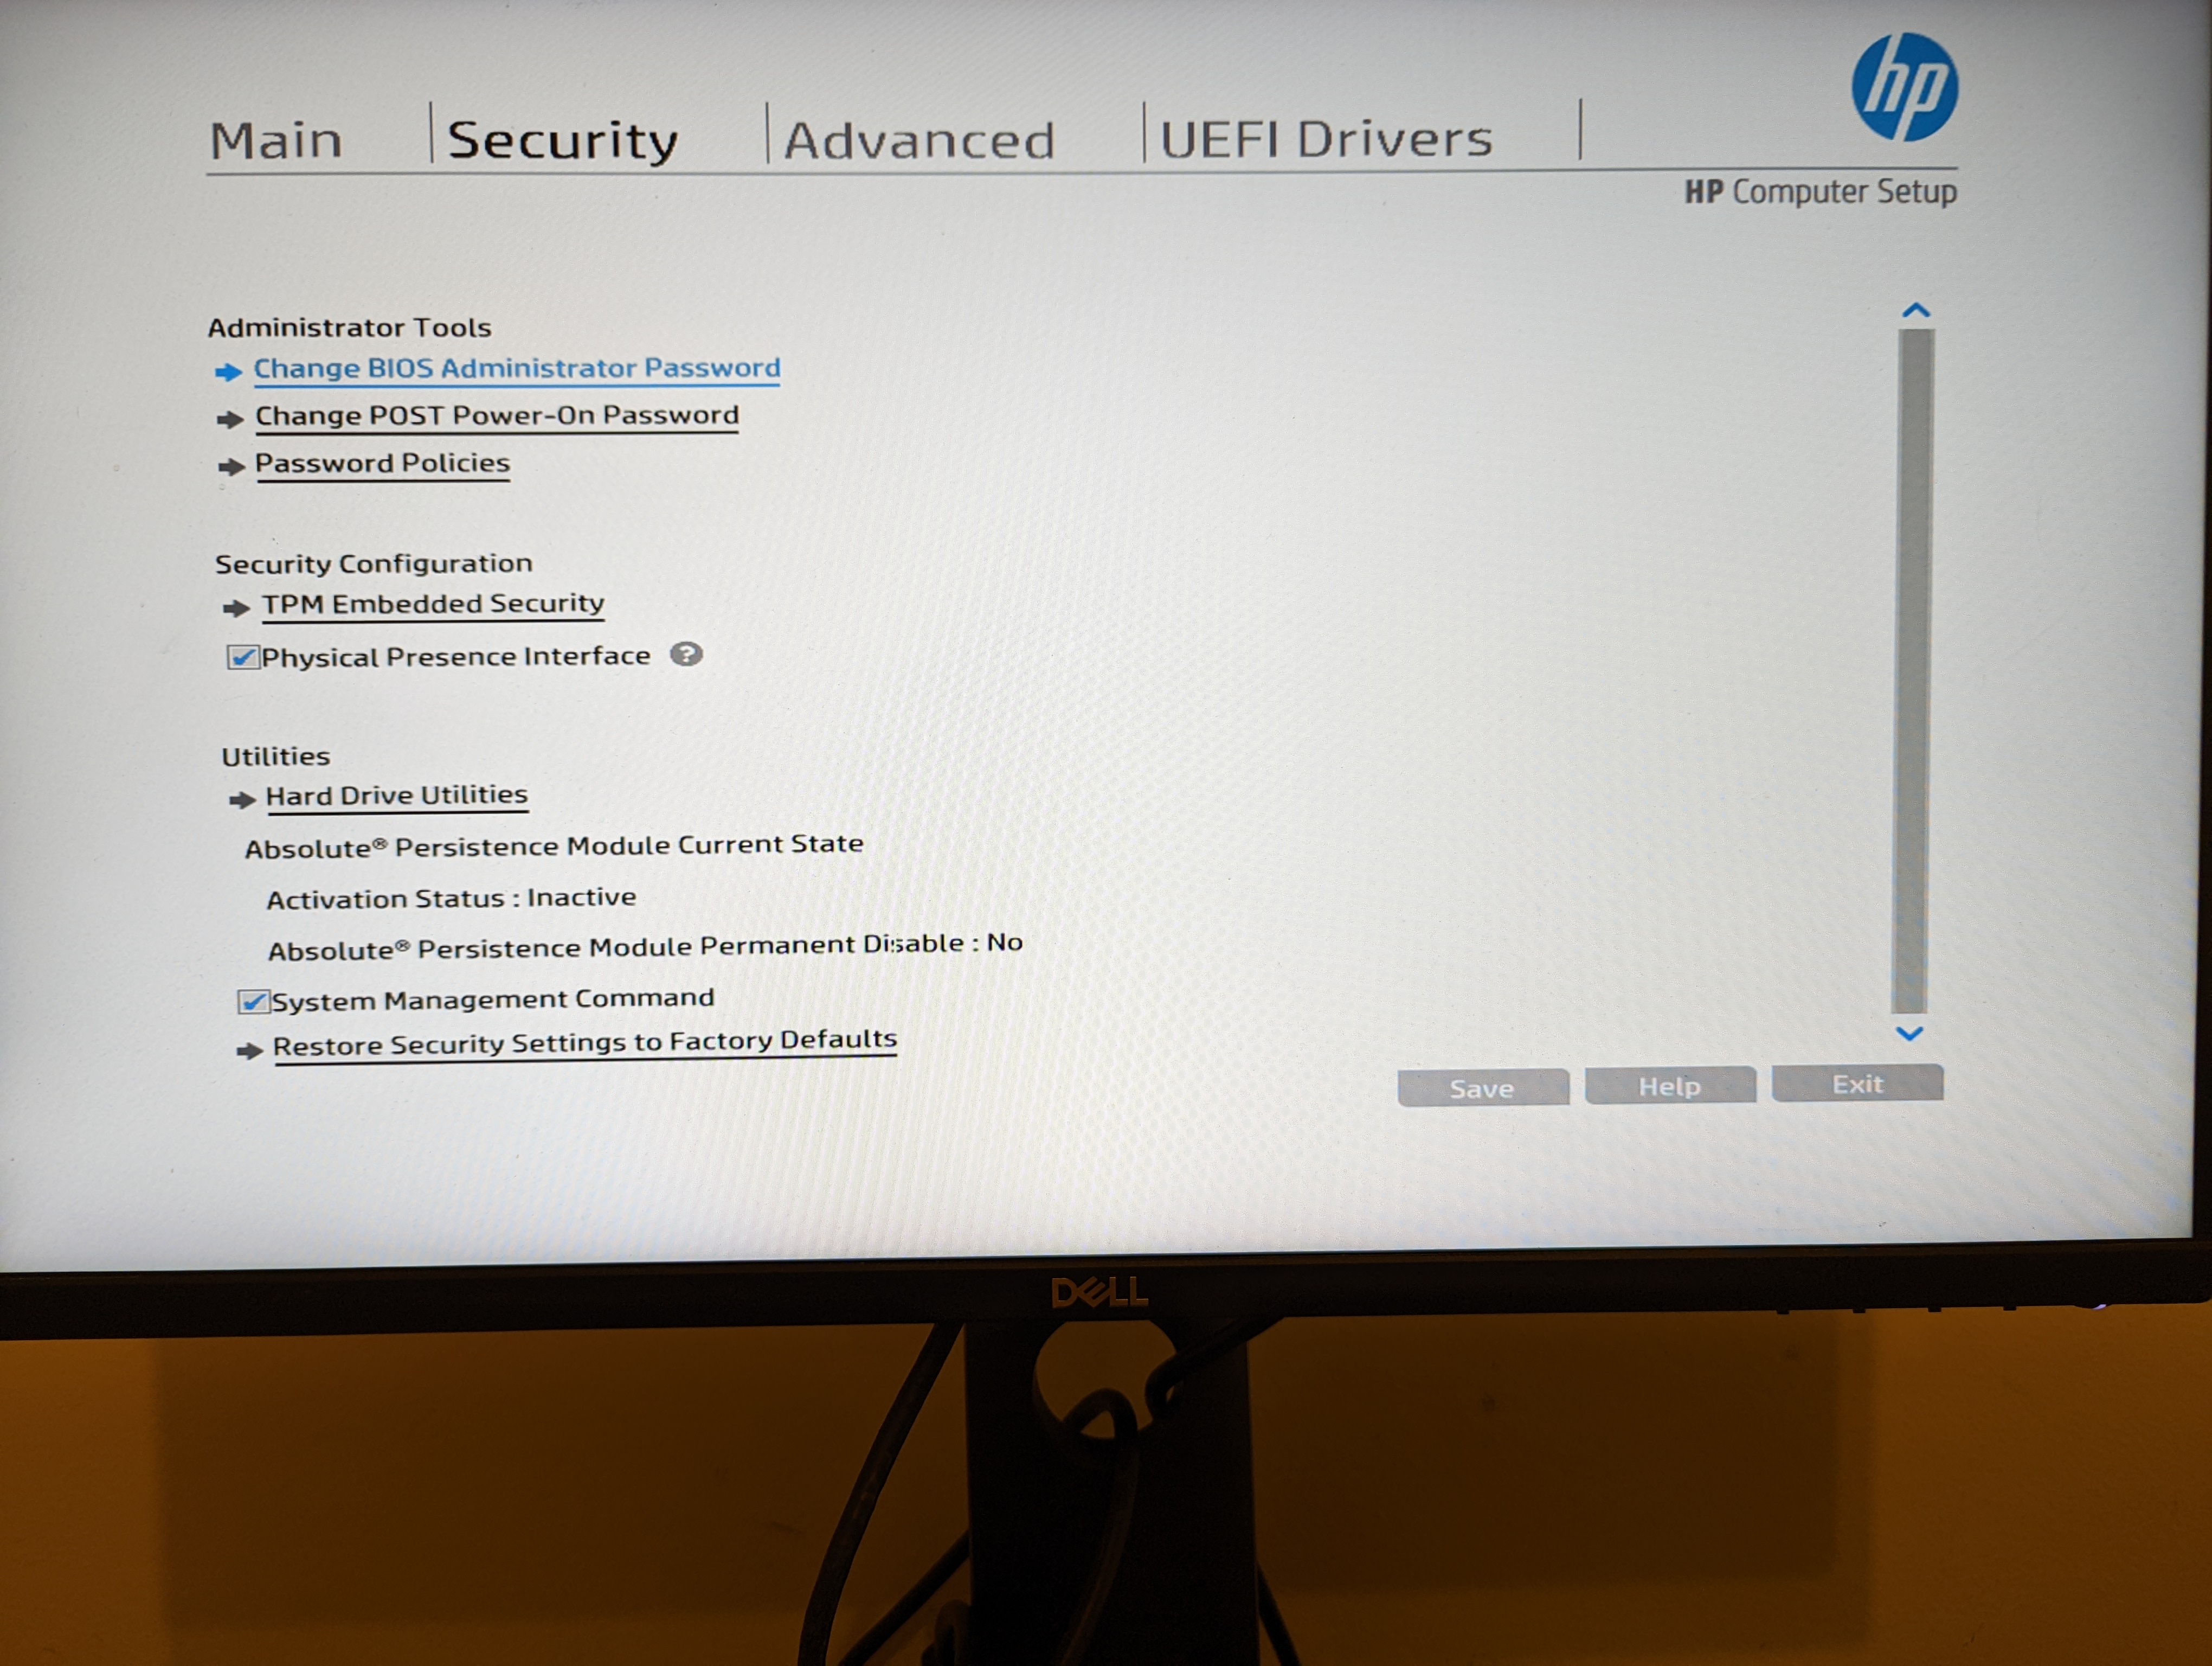 hp
Main Security Advanced UEFI Drivers
HP Computer Setup
Administrator Tools
Change BIOS Administrator Password
Change POST Power-On Password
Password Policies
Security Configuration
TPM Embedded Security
Physical Presence Interface ?
Utilities
Hard Drive Utilities
Absolute® Persistence Module Current State
Activation Status : Inactive
Absolute® Persistence Module Permanent Disable : No
System Management Command
Restore Security Settings to Factory Defaults
Save Help Exit
DELL